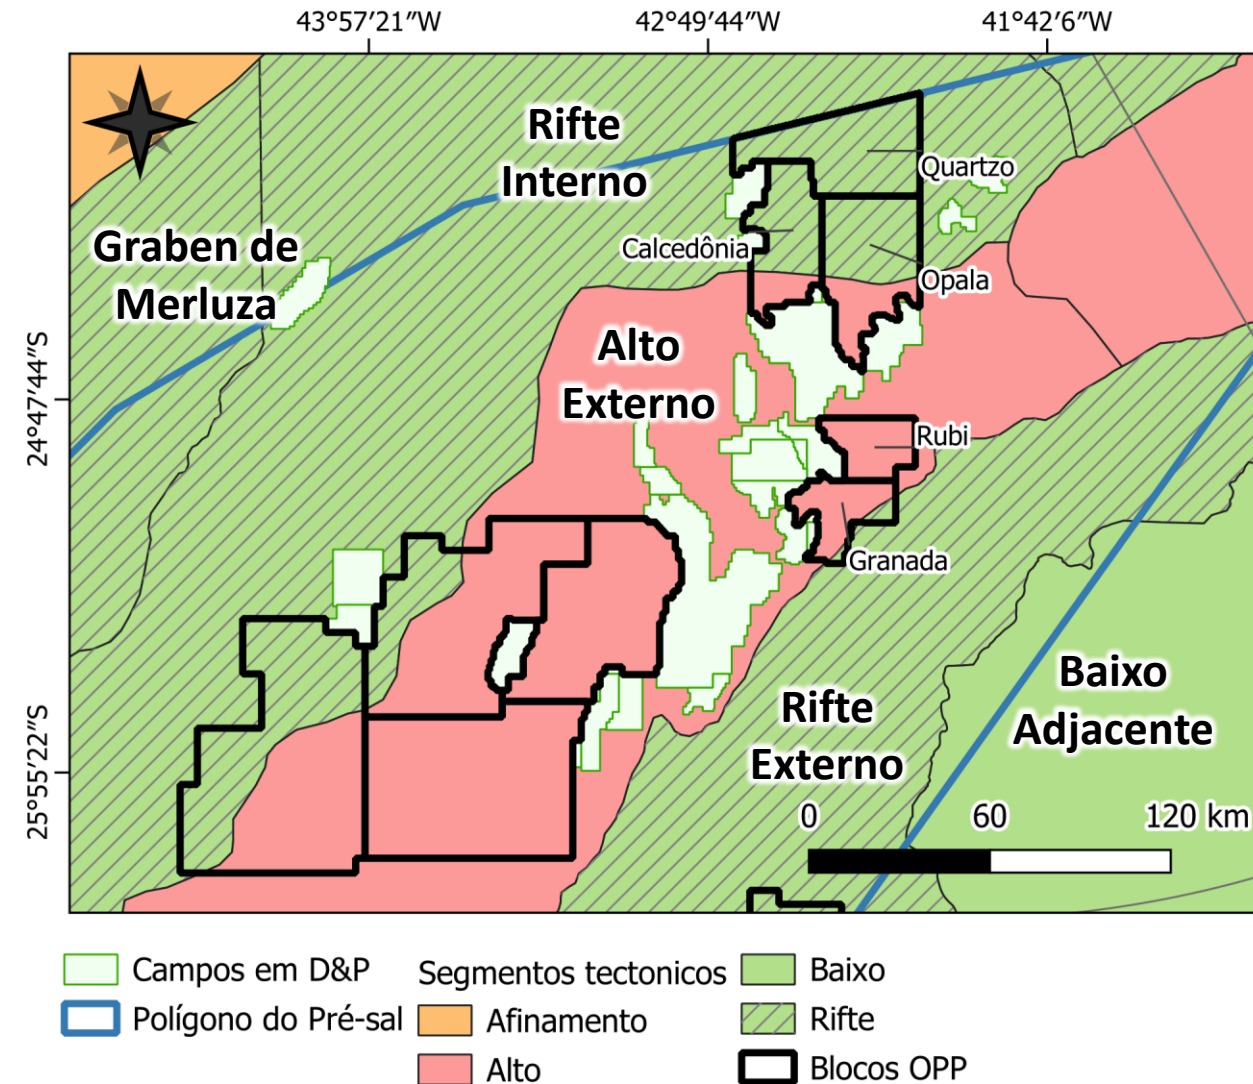 43°57′21″W
42°49′44″W
41°42′6″W
Rifte
Interno
Quartzo
Graben de
Merluza
Calcedônia
Opala
Alto
Externo
24°47′44″S
Rubi
Granada
Baixo
Adjacente
Rifte
Externo
25°55′22″S
0
60
120 km
Campos em D&P
Polígono do Pré-sal
Segmentos tectonicos
Afinamento
Alto
Baixo
Rifte
Blocos OPP